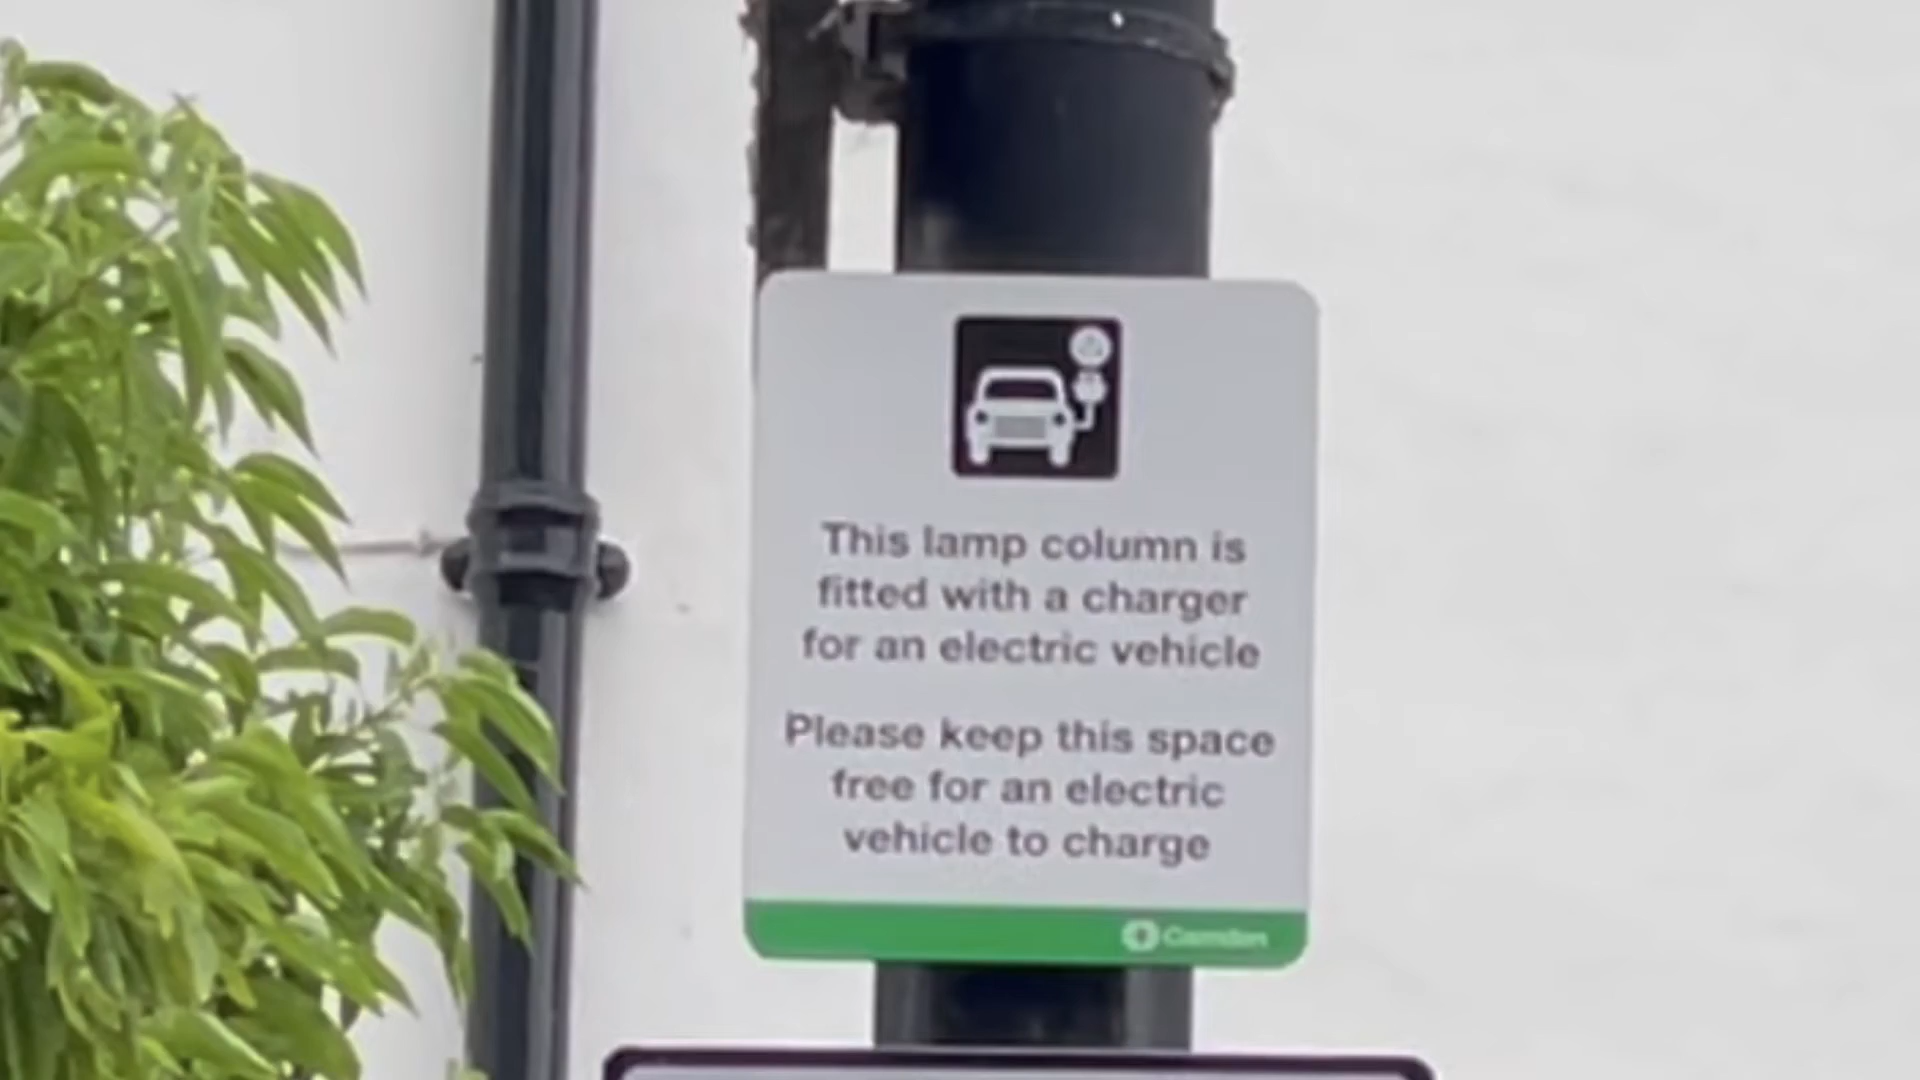 This lamp column is
fitted with a charger
for an electric vehicle
Please keep this space
free for an electric
vehicle to charge
Camden